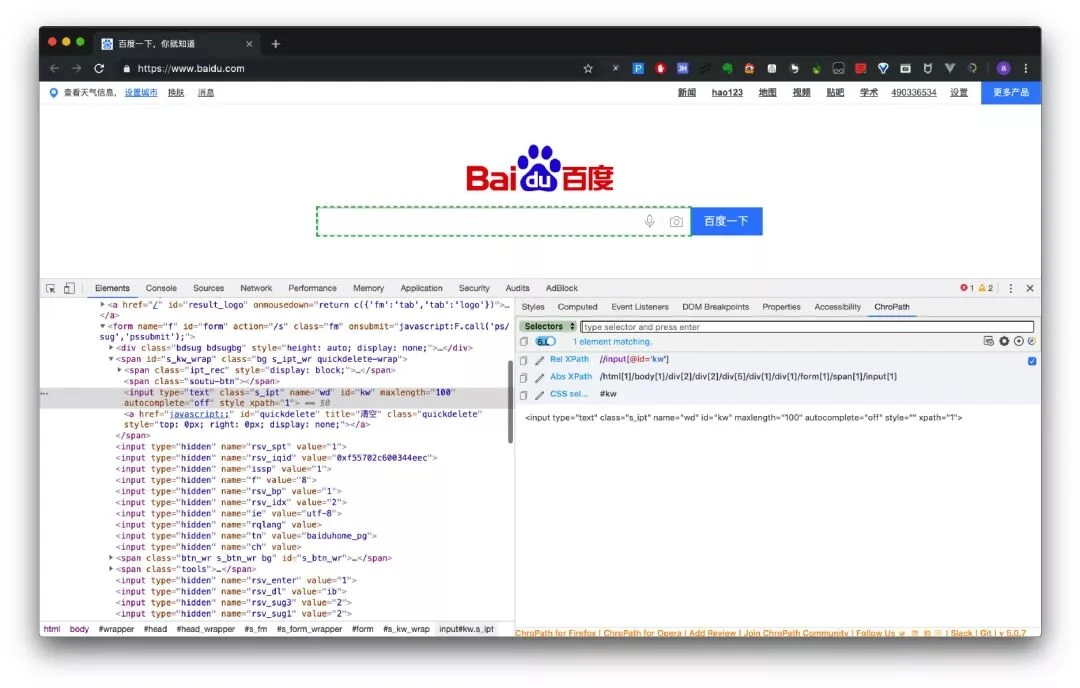 百度一下，你就知道
https://www.baidu.com
查看天气信息, 设置城市 换肤 消息 新闻 hao123 地图 视频 贴吧 学术 490336534 设置 更多产品
Bai du 百度
百度一下
Elements Console Sources Network Performance Memory Application Security Audits AdBlock 1 2
<a href="/" id="result_logo" onmousedown="return c({'fm':'tab','tab':'logo'})">…
</a>
<form name="f" id="form" action="/s" class="fm" onsubmit="javascript:F.call('ps/
sug','pssubmit');">
<div class="bdsug bdsugbg" style="height: auto; display: none;">…</div>
<span id="s_kw_wrap" class="bg s_ipt_wr quickdelete-wrap">
<span class="ipt_rec" style="display: block;">…</span>
<span class="soutu-btn"></span>
<input type="text" class="s_ipt" name="wd" id="kw" maxlength="100"
autocomplete="off" style xpath="1"> == $0
<a href="javascript:;" id="quickdelete" title="清空" class="quickdelete"
style="top: 0px; right: 0px; display: none;"></a>
</span>
<input type="hidden" name="rsv_spt" value="1">
<input type="hidden" name="rsv_iqid" value="0xf55702c600344eec">
<input type="hidden" name="issp" value="1">
<input type="hidden" name="f" value="8">
<input type="hidden" name="rsv_bp" value="1">
<input type="hidden" name="rsv_idx" value="2">
<input type="hidden" name="ie" value="utf-8">
<input type="hidden" name="rqlang" value>
<input type="hidden" name="tn" value="baiduhome_pg">
<input type="hidden" name="ch" value>
<span class="btn_wr s_btn_wr bg" id="s_btn_wr">…</span>
<span class="tools">…</span>
<input type="hidden" name="rsv_enter" value="1">
<input type="hidden" name="rsv_dl" value="ib">
<input type="hidden" name="rsv_sug3" value="2">
<input type="hidden" name="rsv_sug1" value="2">
html body #wrapper #head #head_wrapper #s_fm #s_form_wrapper #form #s_kw_wrap input#kw.s_ipt
Styles Computed Event Listeners DOM Breakpoints Properties Accessibility ChroPath
Selectors type selector and press enter
1 element matching.
Rel XPath //input[@id='kw']
Abs XPath /html[1]/body[1]/div[2]/div[2]/div[5]/div[1]/div[1]/form[1]/span[1]/input[1]
CSS sel... #kw
<input type="text" class="s_ipt" name="wd" id="kw" maxlength="100" autocomplete="off" style="" xpath="1">
ChroPath for Firefox | ChroPath for Opera | Add Review | Join ChroPath Community | Follow Us | Slack | Git | v 5.0.7